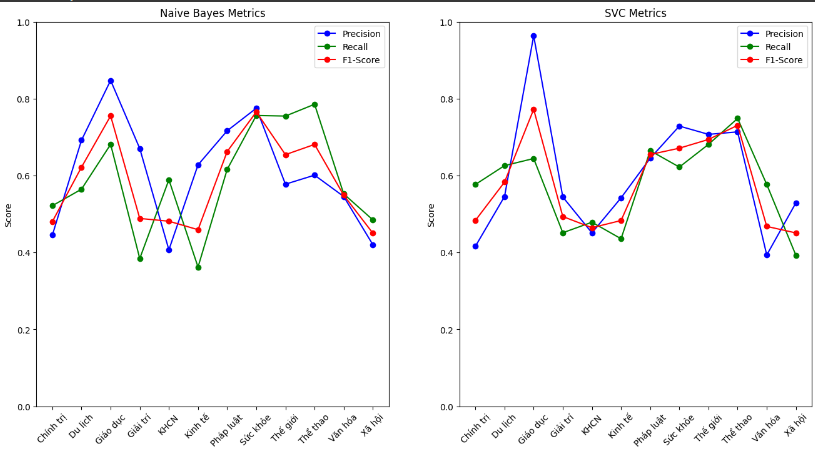 Naive Bayes Metrics
Precision
Recall
F1-Score
1.0
0.8
0.6
0.4
0.2
0.0
Score
Chính trị
Du lịch
Giáo dục
Giải trí
KHCN
Kinh tế
Pháp luật
Sức khỏe
Thế giới
Thể thao
Văn hóa
Xã hội
SVC Metrics
Precision
Recall
F1-Score
1.0
0.8
0.6
0.4
0.2
0.0
Score
Chính trị
Du lịch
Giáo dục
Giải trí
KHCN
Kinh tế
Pháp luật
Sức khỏe
Thế giới
Thể thao
Văn hóa
Xã hội